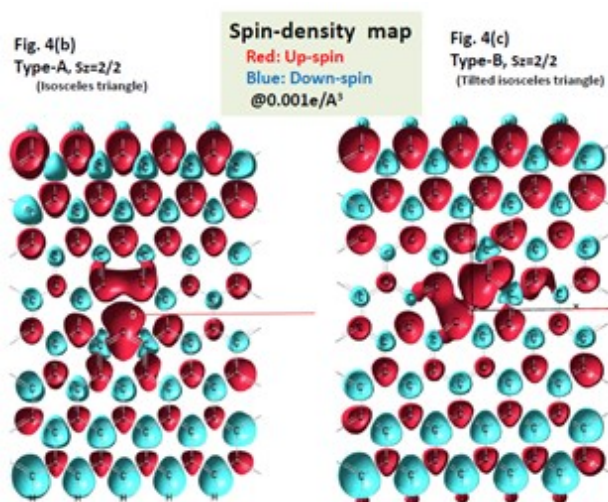 Fig. 4(b)
Type-A, Sz=2/2
(Isosceles triangle)
Spin-density map
Red: Up-spin
Blue: Down-spin
@0.001e/A³
Fig. 4(c)
Type-B, Sz=2/2
(Tilted isosceles triangle)